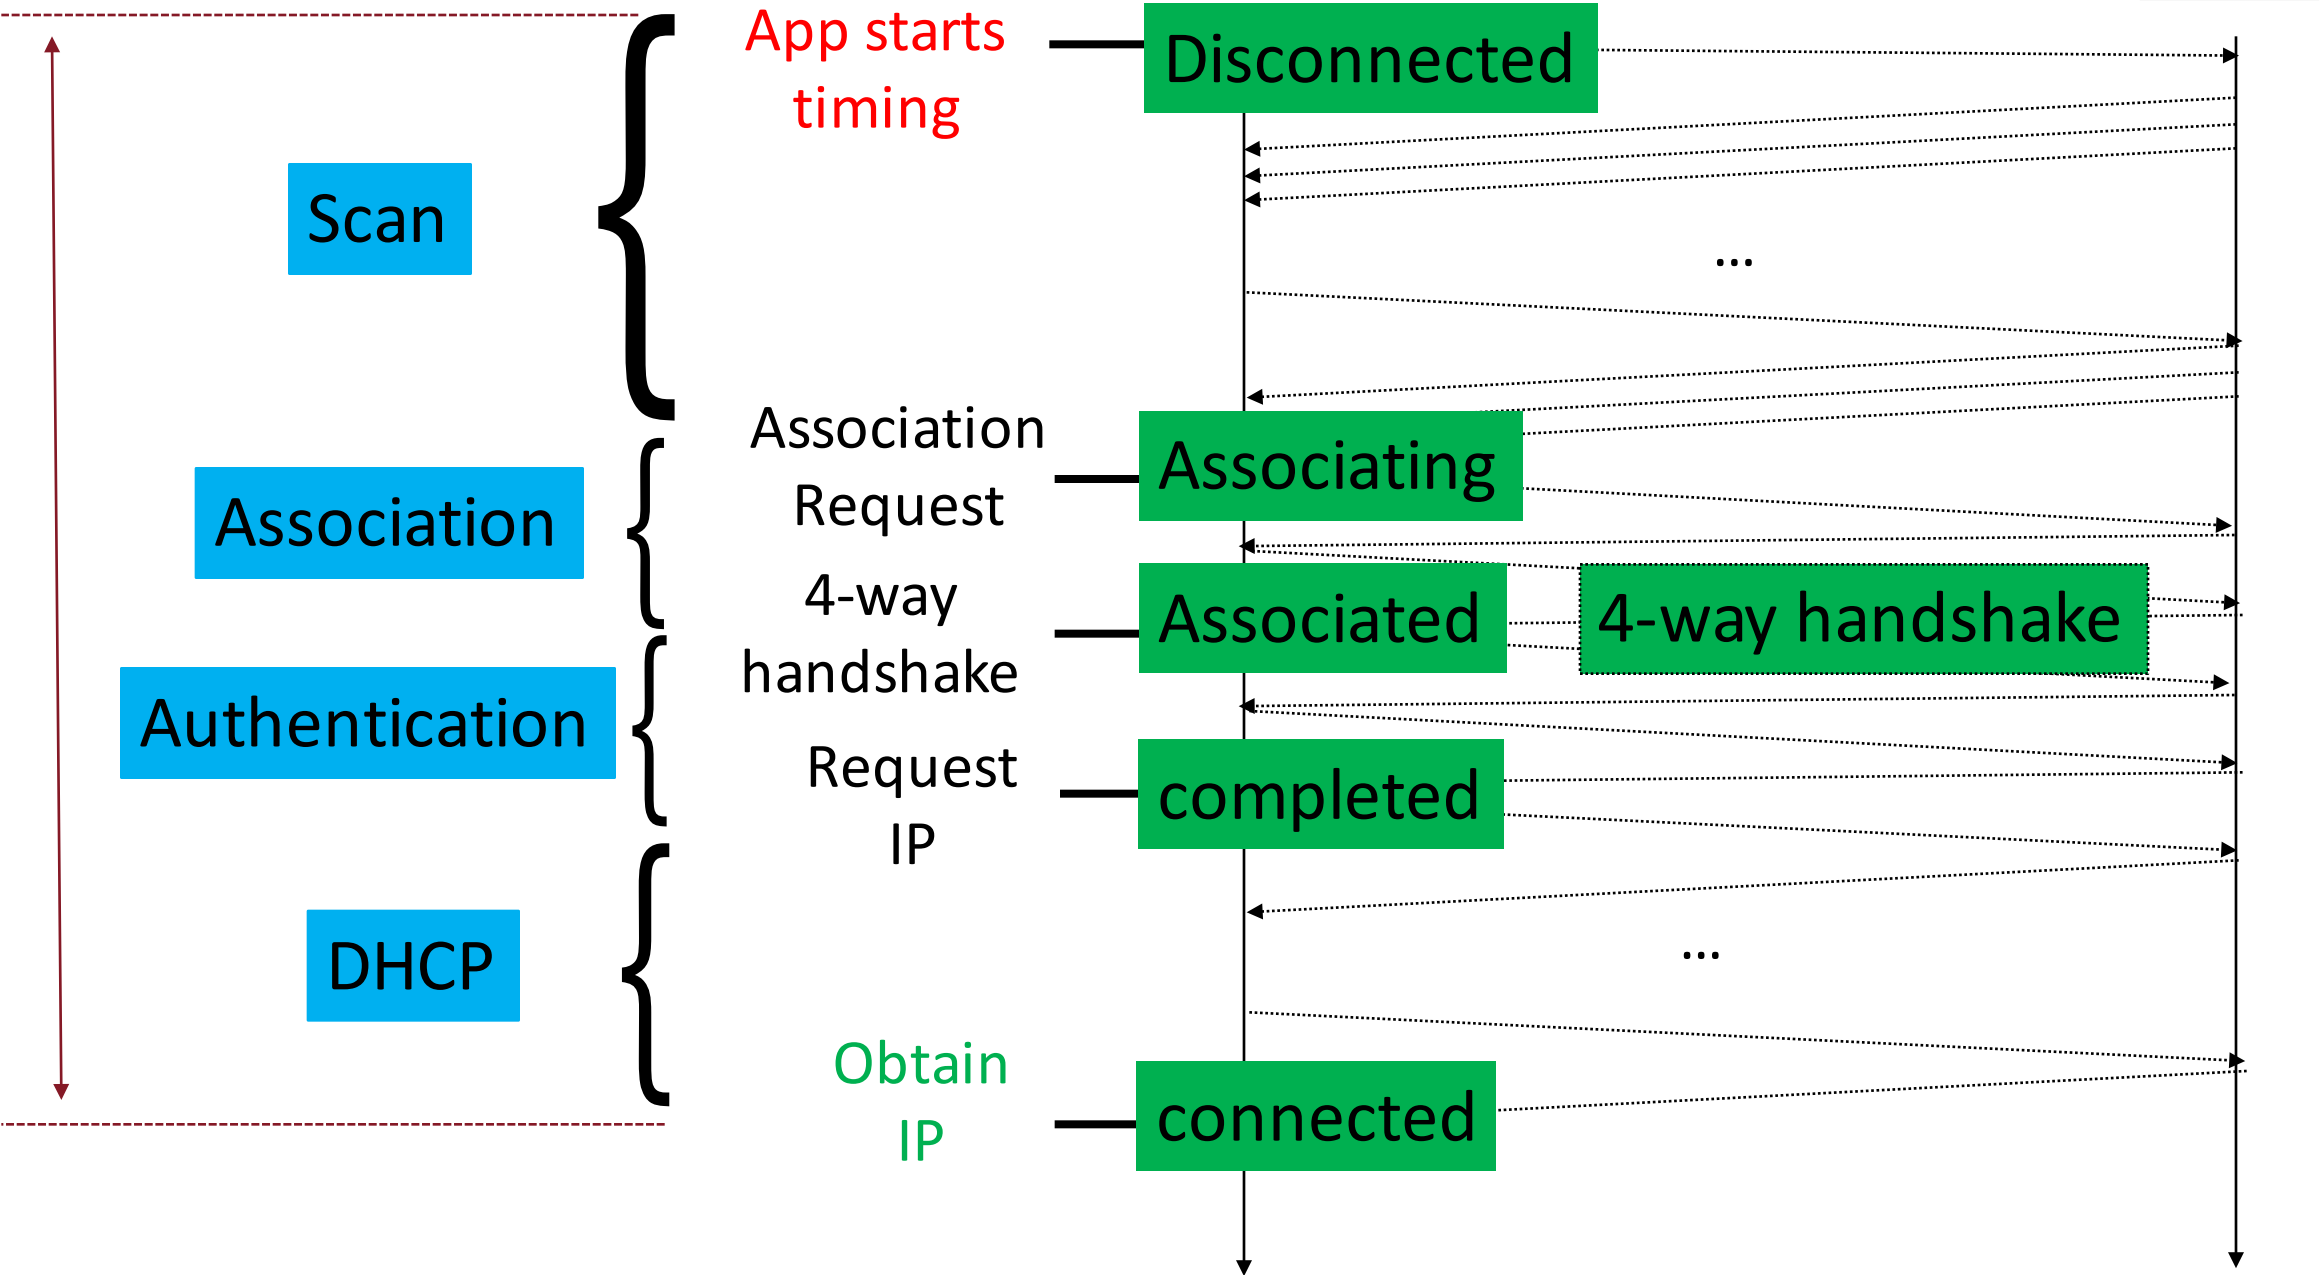 App starts
timing
Disconnected
Scan
...
Association
Request
Associating
Association
4-way
handshake
Associated
4-way handshake
Authentication
Request
IP
completed
DHCP
...
Obtain
IP
connected